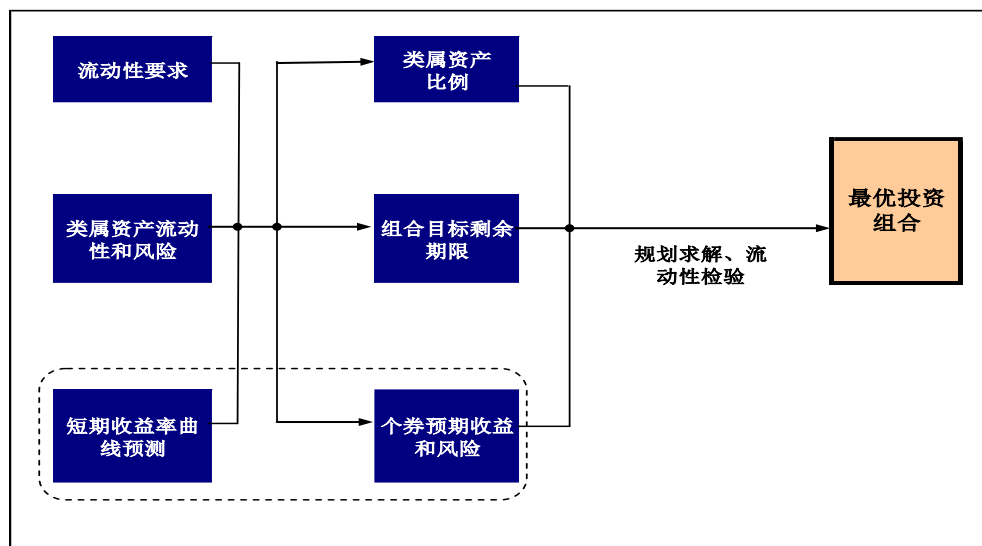 流动性要求
类属资产
比例
类属资产流动
性和风险
组合目标剩余
期限
最优投资
组合
规划求解、流
动性检验
短期收益率曲
线预测
个券预期收益
和风险